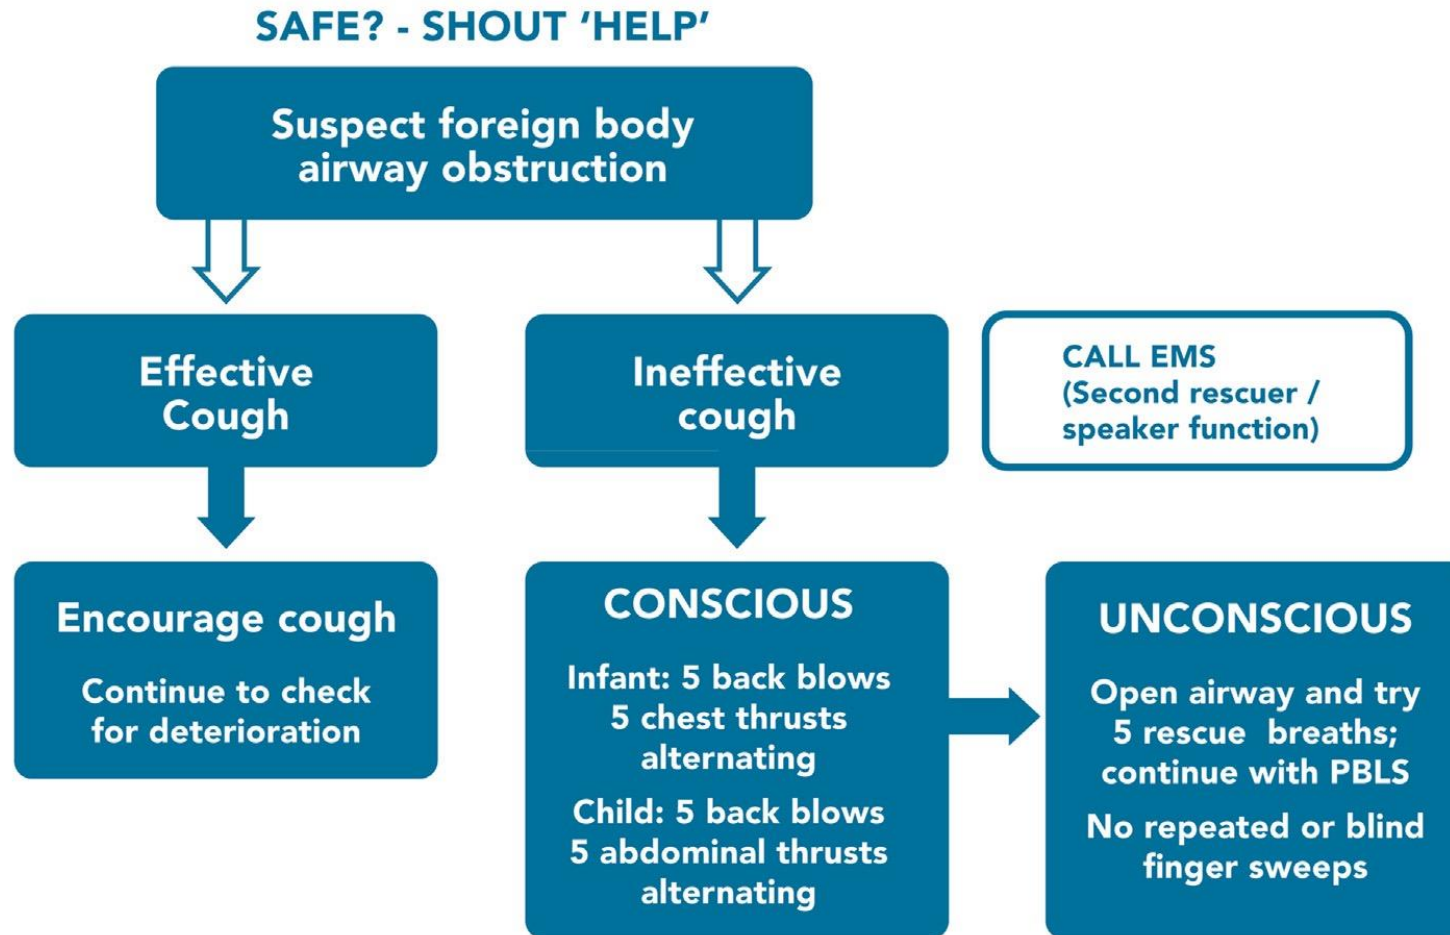 SAFE? - SHOUT ‘HELP’
Suspect foreign body
airway obstruction
Effective
Cough
Ineffective
cough
CALL EMS
(Second rescuer /
speaker function)
Encourage cough
Continue to check
for deterioration
CONSCIOUS
Infant: 5 back blows
5 chest thrusts
alternating
Child: 5 back blows
5 abdominal thrusts
alternating
UNCONSCIOUS
Open airway and try
5 rescue breaths;
continue with PBLS
No repeated or blind
finger sweeps